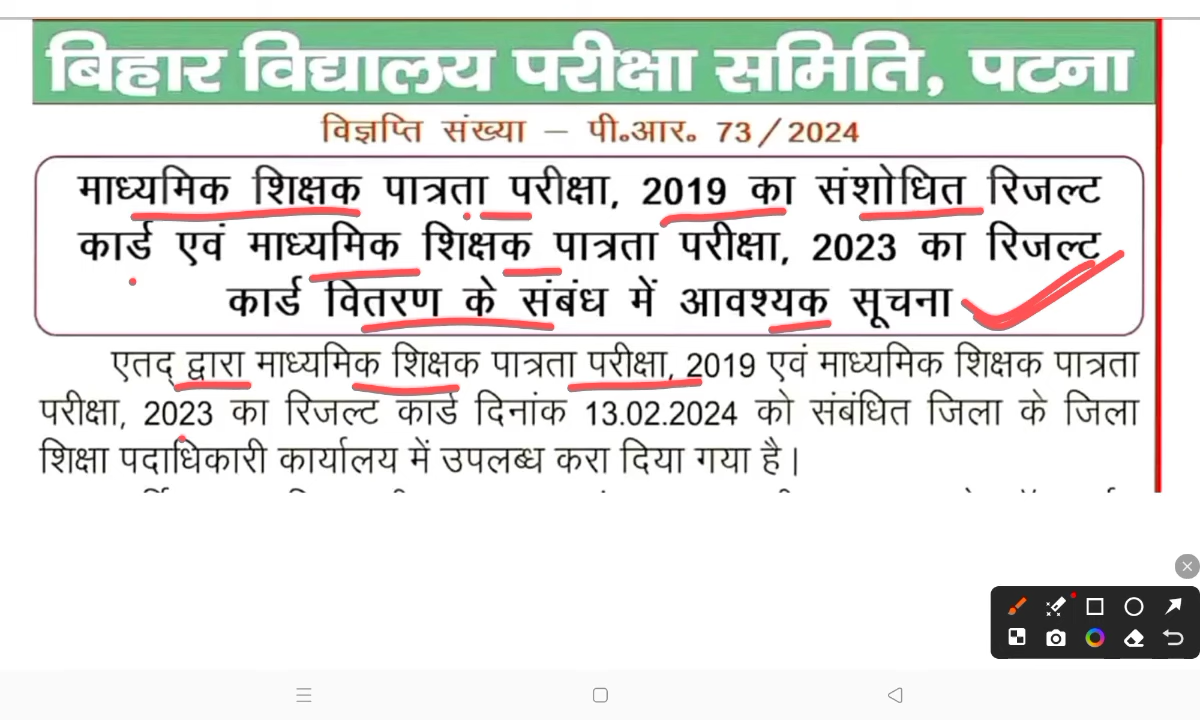 बिहार विद्यालय परीक्षा समिति, पटना
विज्ञप्ति संख्या – पी॰आर॰ 73 / 2024
माध्यमिक शिक्षक पात्रता परीक्षा, 2019 का संशोधित रिजल्ट
कार्ड एवं माध्यमिक शिक्षक पात्रता परीक्षा, 2023 का रिजल्ट
कार्ड वितरण के संबंध में आवश्यक सूचना
एतद् द्वारा माध्यमिक शिक्षक पात्रता परीक्षा, 2019 एवं माध्यमिक शिक्षक पात्रता
परीक्षा, 2023 का रिजल्ट कार्ड दिनांक 13.02.2024 को संबंधित जिला के जिला
शिक्षा पदाधिकारी कार्यालय में उपलब्ध करा दिया गया है।